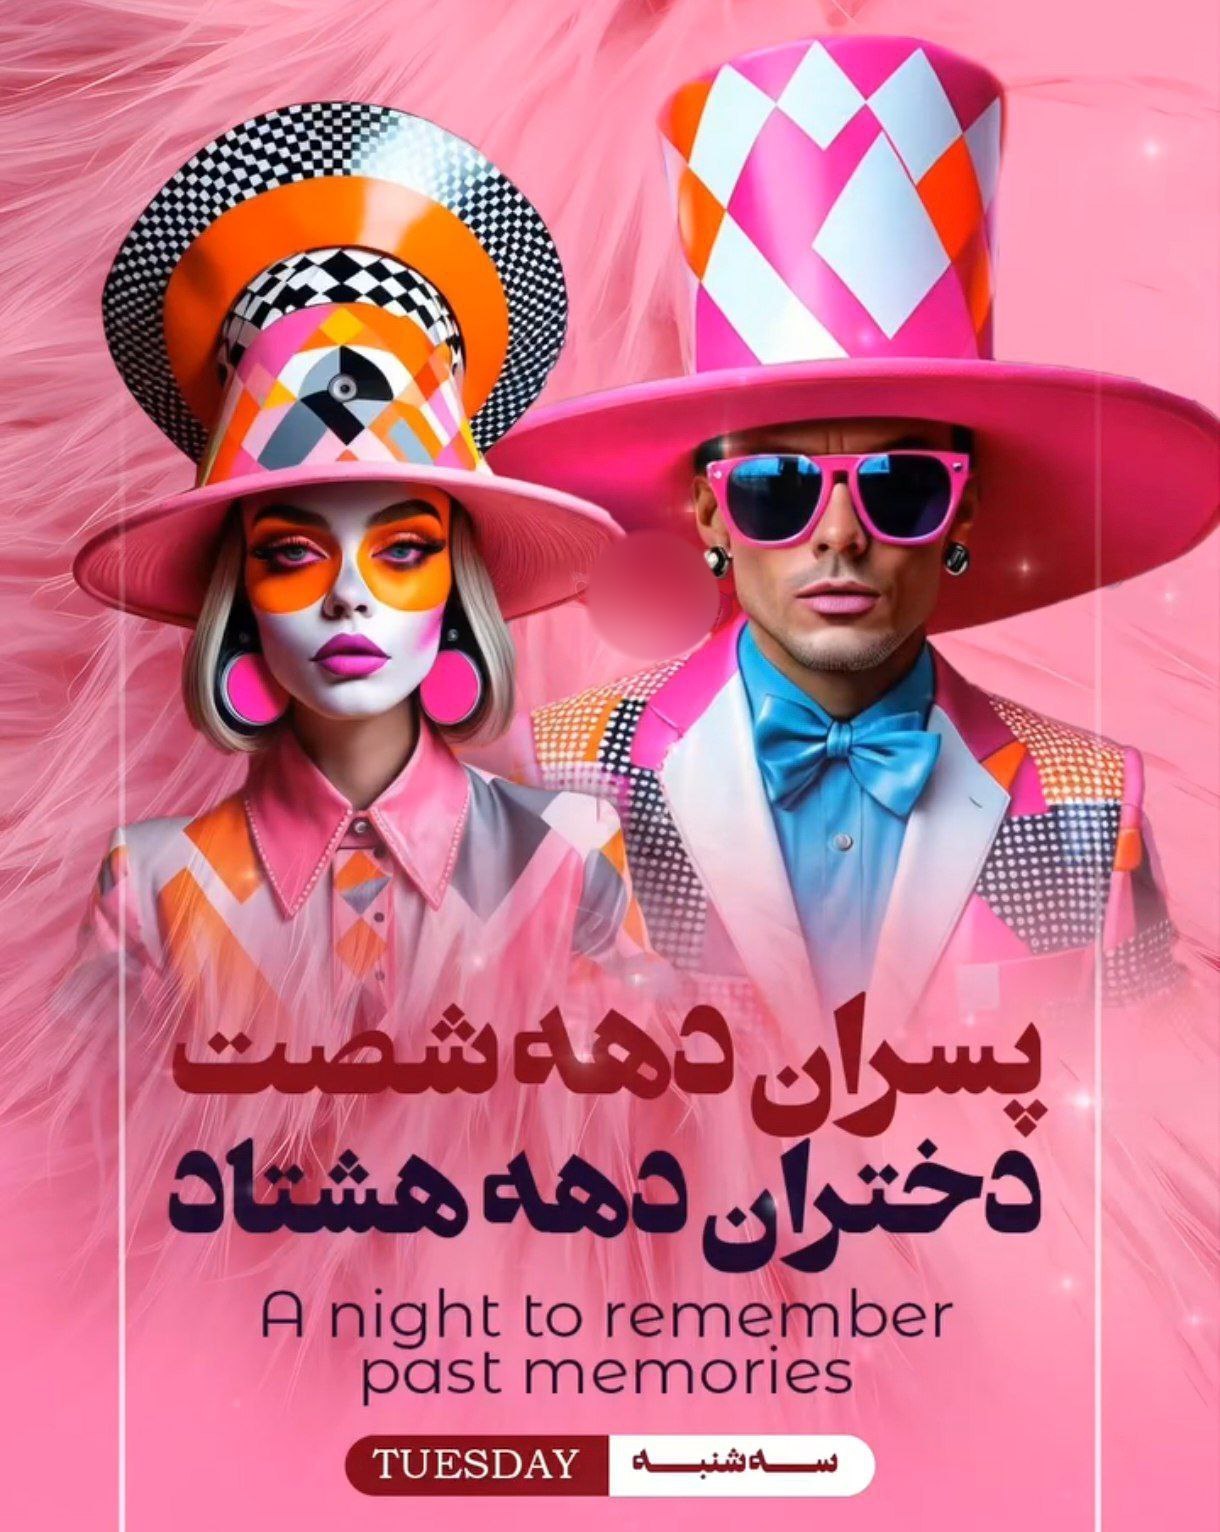 پسران دهه شصت
دختران دهه هشتاد
A night to remember
past memories
TUESDAY سه شنبه